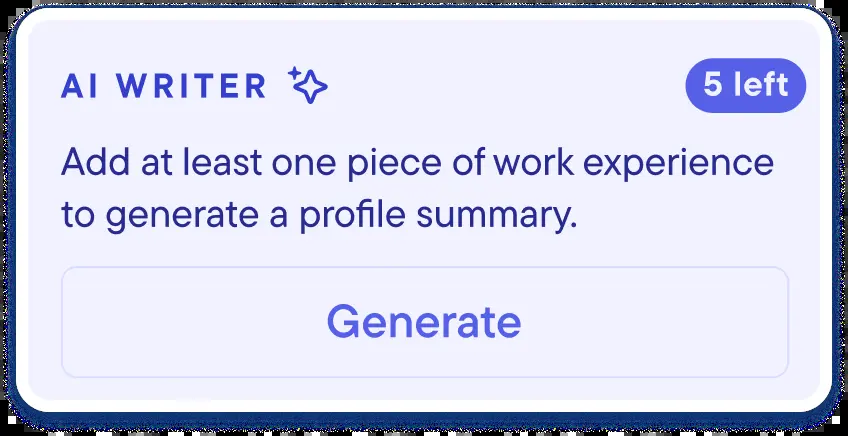 AI WRITER
5 left
Add at least one piece of work experience
to generate a profile summary.
Generate